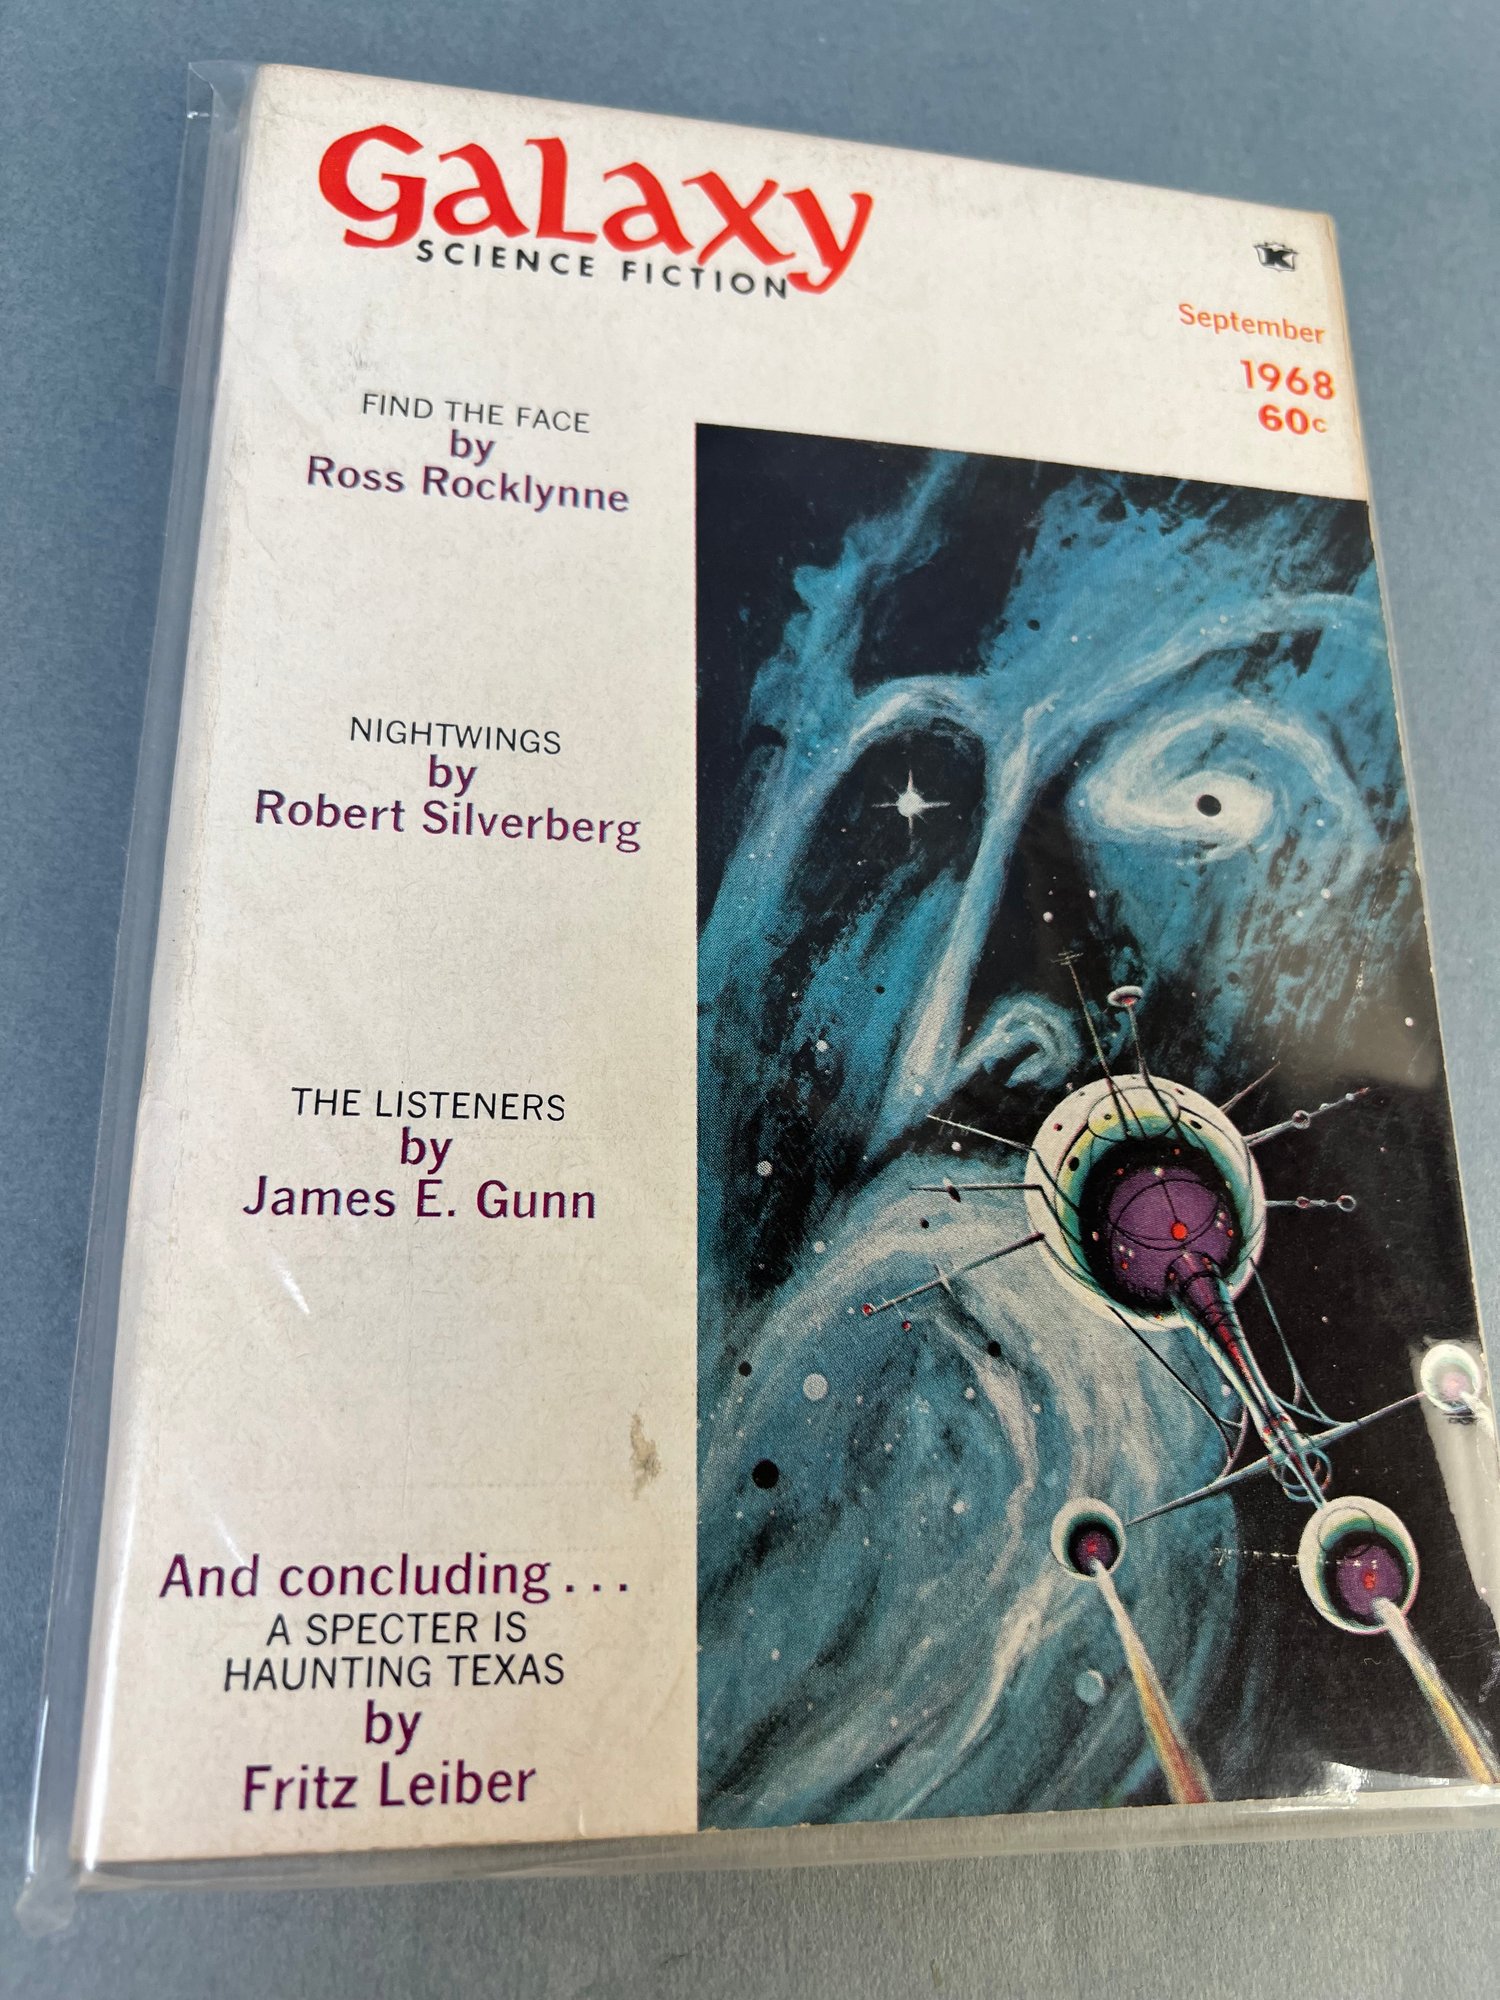 Galaxy
SCIENCE FICTION
K
September
1968
60c
FIND THE FACE
by
Ross Rocklynne
NIGHTWINGS
by
Robert Silverberg
THE LISTENERS
by
James E. Gunn
And concluding...
A SPECTER IS
HAUNTING TEXAS
by
Fritz Leiber